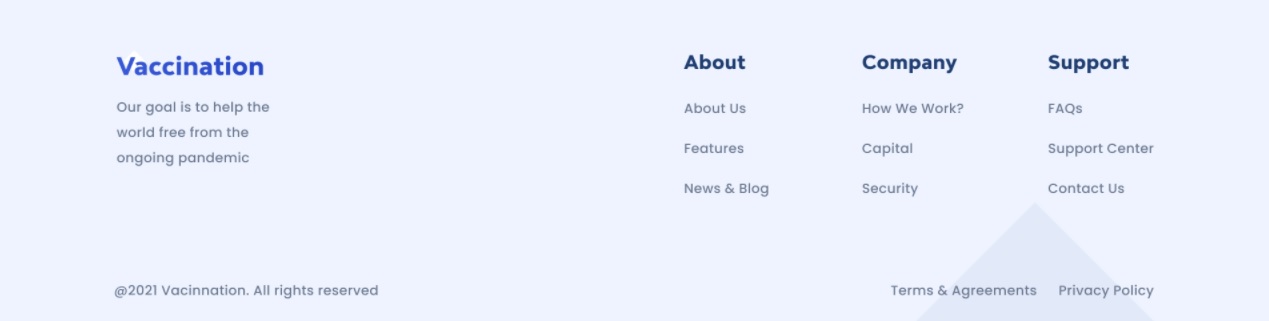 Vaccination
Our goal is to help the
world free from the
ongoing pandemic
About
About Us
Features
News & Blog
Company
How We Work?
Capital
Security
Support
FAQs
Support Center
Contact Us
@2021 Vacinnation. All rights reserved
Terms & Agreements
Privacy Policy